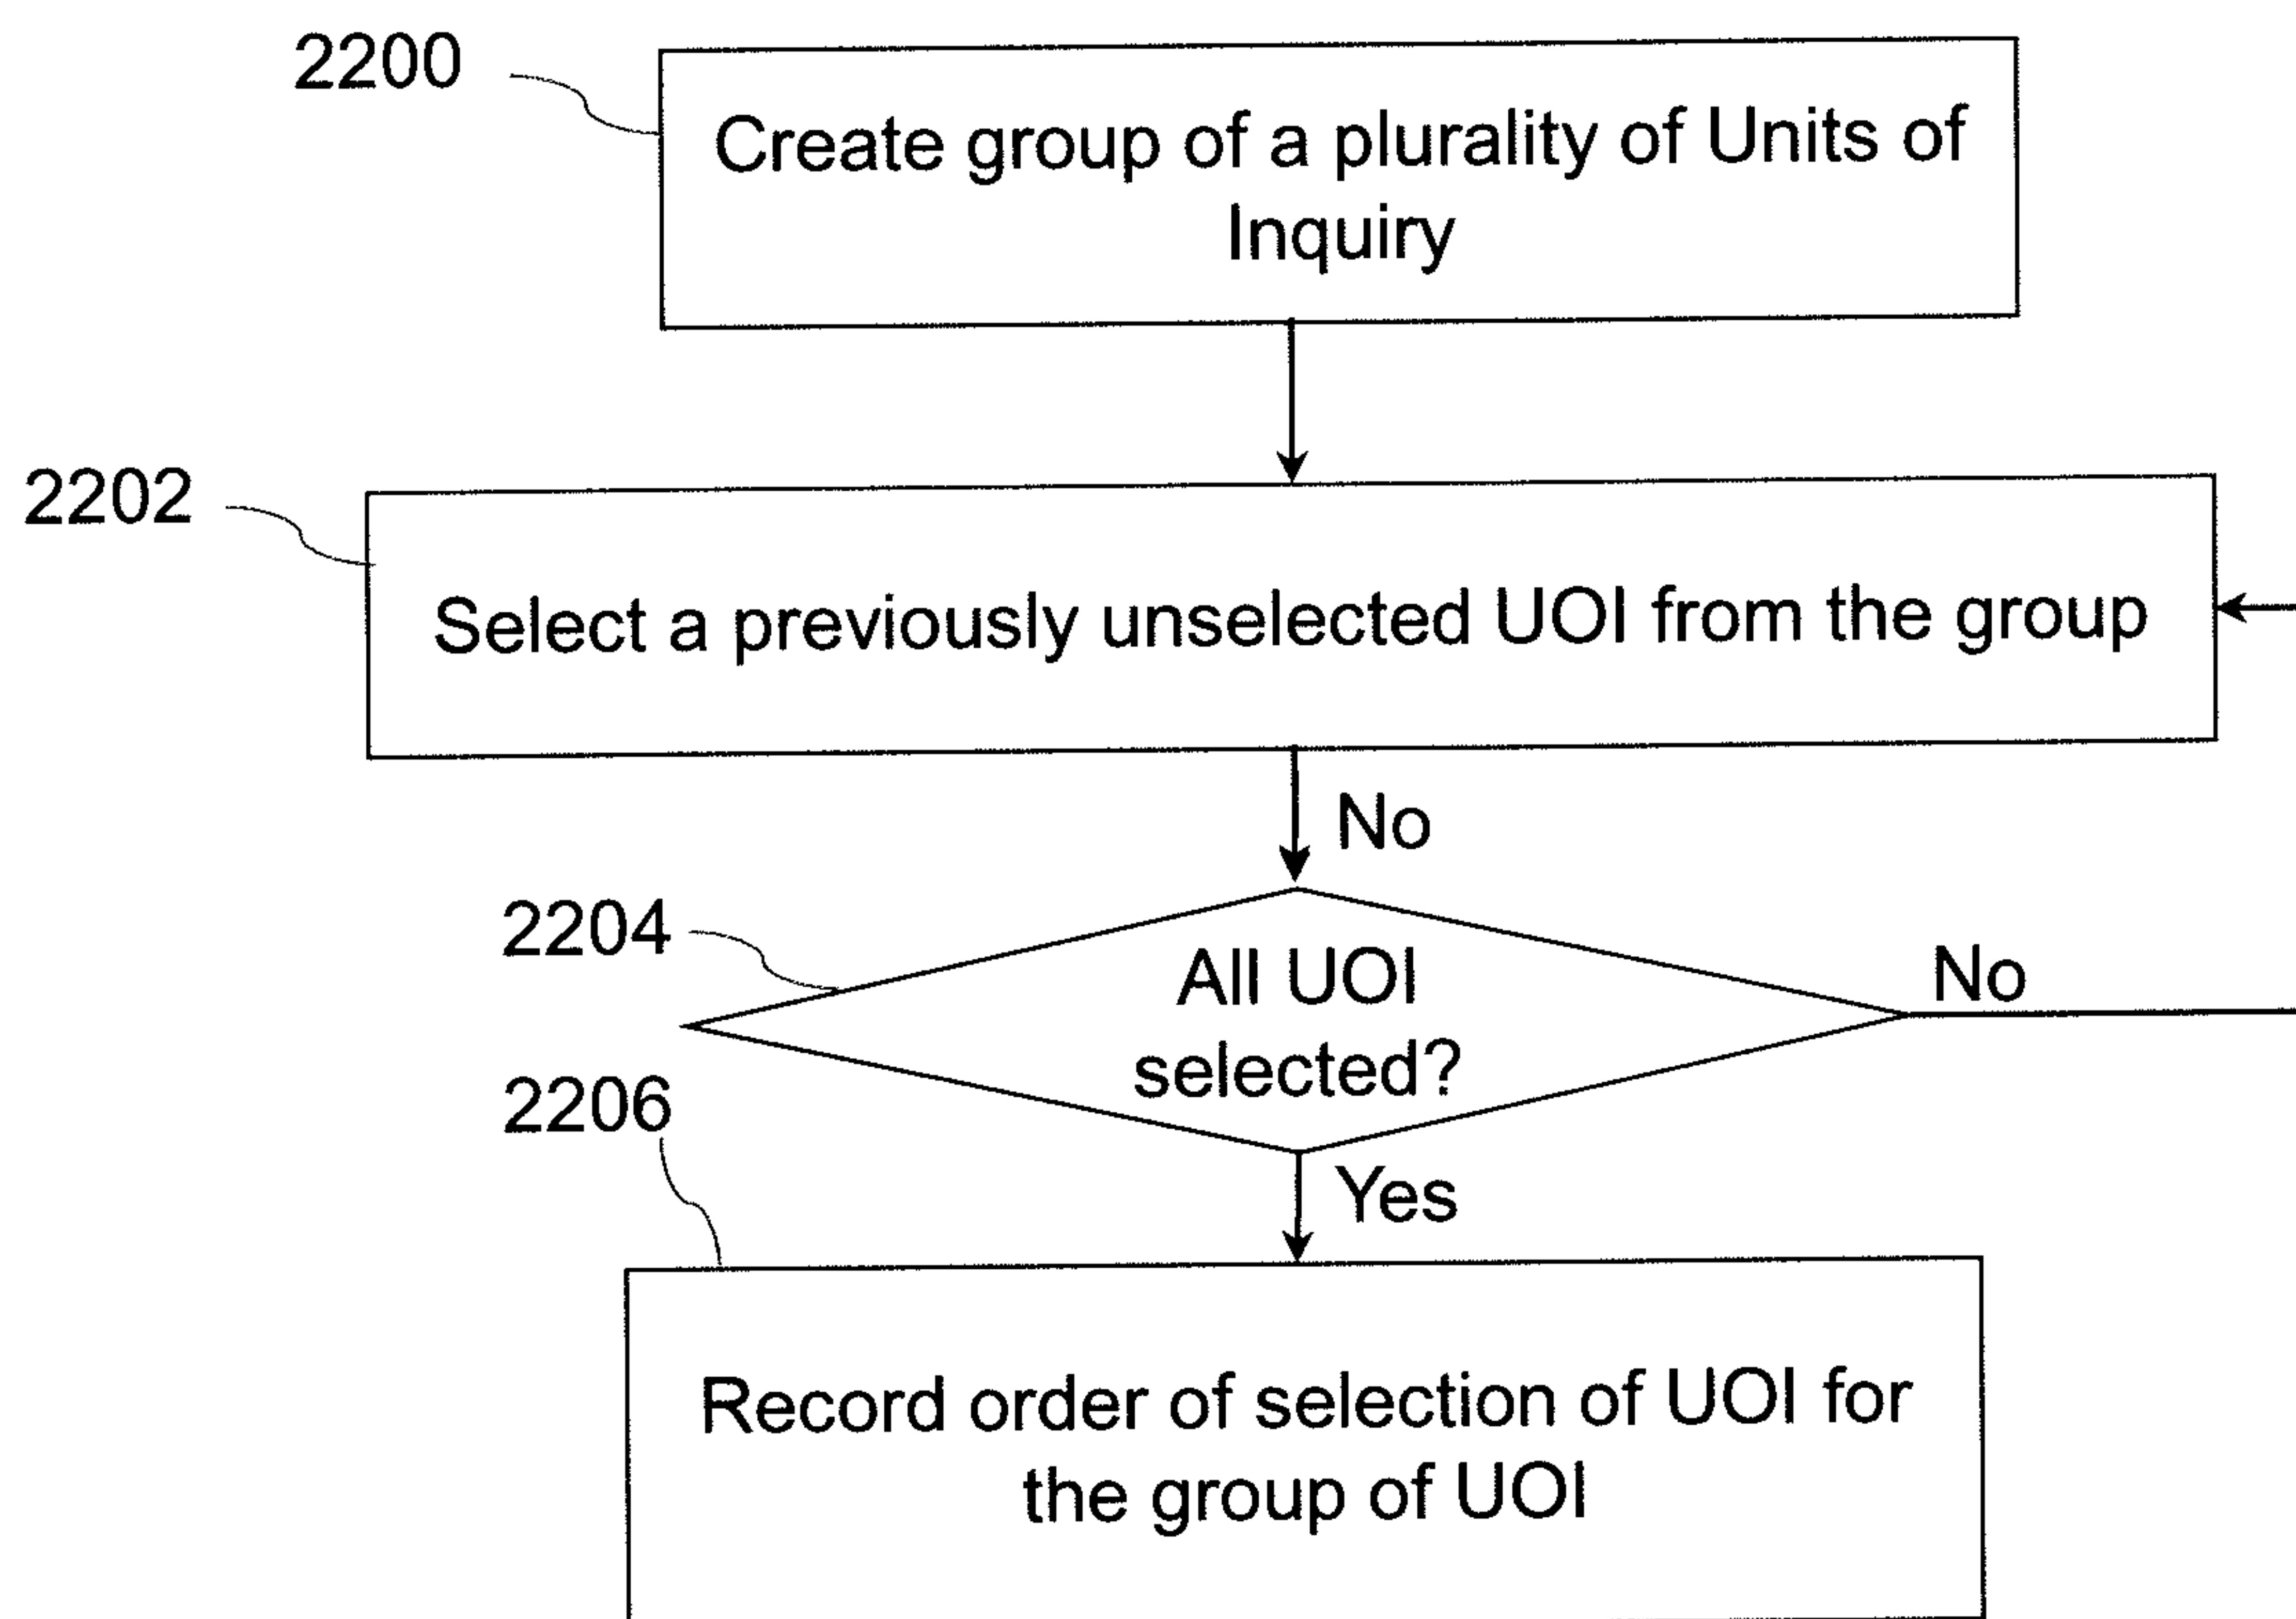 2200
Create group of a plurality of Units of
Inquiry
2202
Select a previously unselected UOI from the group
No
2204
All UOI
selected?
No
2206
Yes
Record order of selection of UOI for
the group of UOI